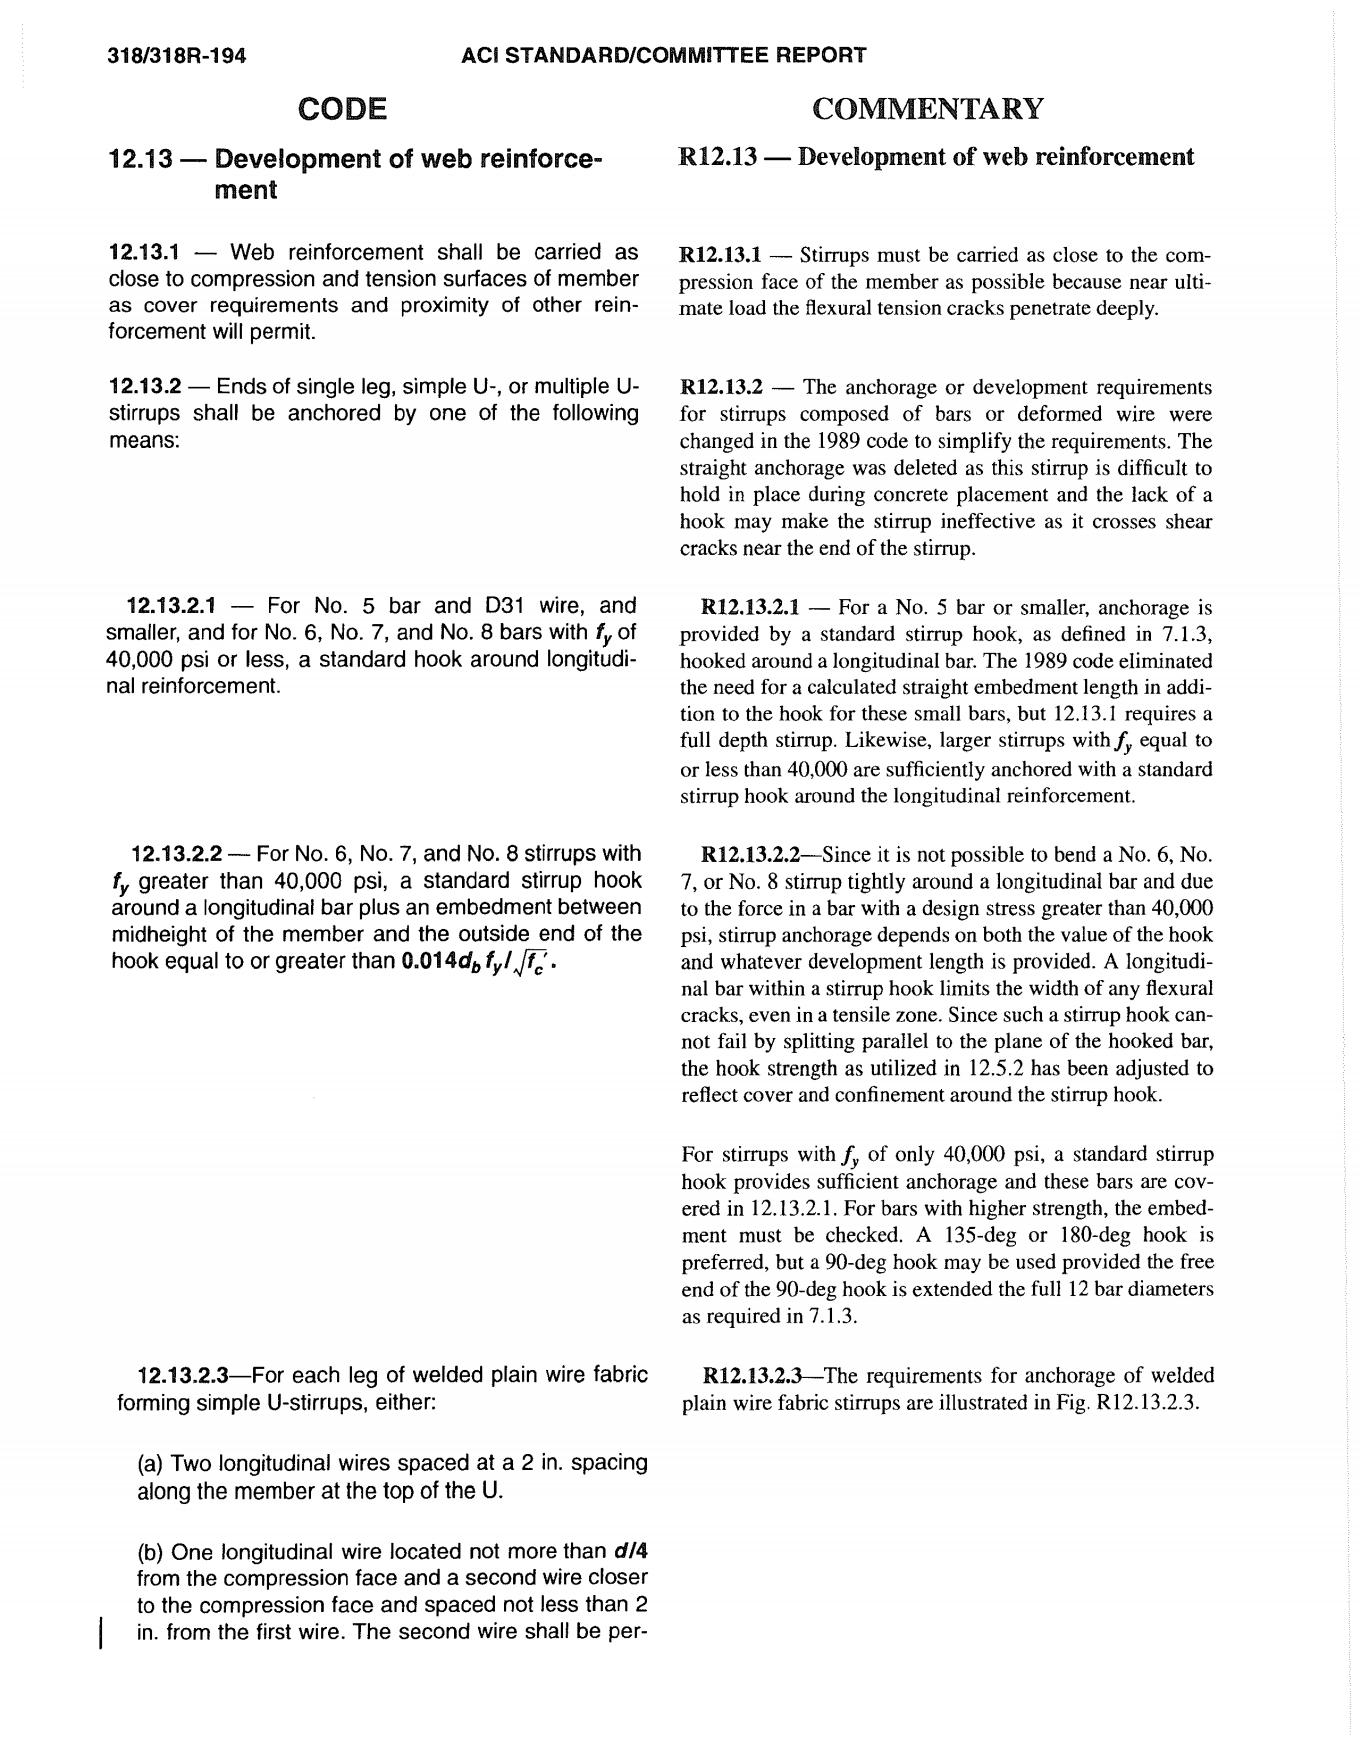 318/318R-194
ACI STANDARD/COMMITTEE REPORT
CODE
12.13 — Development of web reinforce-
ment
12.13.1 — Web reinforcement shall be carried as
close to compression and tension surfaces of member
as cover requirements and proximity of other rein-
forcement will permit.
12.13.2 — Ends of single leg, simple U-, or multiple U-
stirrups shall be anchored by one of the following
means:
12.13.2.1 — For No. 5 bar and D31 wire, and
smaller, and for No. 6, No. 7, and No. 8 bars with fy of
40,000 psi or less, a standard hook around longitudi-
nal reinforcement.
12.13.2.2 — For No. 6, No. 7, and No. 8 stirrups with
fy greater than 40,000 psi, a standard stirrup hook
around a longitudinal bar plus an embedment between
midheight of the member and the outside end of the
hook equal to or greater than 0.014db fy/√fc′.
12.13.2.3—For each leg of welded plain wire fabric
forming simple U-stirrups, either:
(a) Two longitudinal wires spaced at a 2 in. spacing
along the member at the top of the U.
(b) One longitudinal wire located not more than d/4
from the compression face and a second wire closer
to the compression face and spaced not less than 2
in. from the first wire. The second wire shall be per-
COMMENTARY
R12.13 — Development of web reinforcement
R12.13.1 — Stirrups must be carried as close to the com-
pression face of the member as possible because near ulti-
mate load the flexural tension cracks penetrate deeply.
R12.13.2 — The anchorage or development requirements
for stirrups composed of bars or deformed wire were
changed in the 1989 code to simplify the requirements. The
straight anchorage was deleted as this stirrup is difficult to
hold in place during concrete placement and the lack of a
hook may make the stirrup ineffective as it crosses shear
cracks near the end of the stirrup.
R12.13.2.1 — For a No. 5 bar or smaller, anchorage is
provided by a standard stirrup hook, as defined in 7.1.3,
hooked around a longitudinal bar. The 1989 code eliminated
the need for a calculated straight embedment length in addi-
tion to the hook for these small bars, but 12.13.1 requires a
full depth stirrup. Likewise, larger stirrups with fy equal to
or less than 40,000 are sufficiently anchored with a standard
stirrup hook around the longitudinal reinforcement.
R12.13.2.2—Since it is not possible to bend a No. 6, No.
7, or No. 8 stirrup tightly around a longitudinal bar and due
to the force in a bar with a design stress greater than 40,000
psi, stirrup anchorage depends on both the value of the hook
and whatever development length is provided. A longitudi-
nal bar within a stirrup hook limits the width of any flexural
cracks, even in a tensile zone. Since such a stirrup hook can-
not fail by splitting parallel to the plane of the hooked bar,
the hook strength as utilized in 12.5.2 has been adjusted to
reflect cover and confinement around the stirrup hook.
For stirrups with fy of only 40,000 psi, a standard stirrup
hook provides sufficient anchorage and these bars are cov-
ered in 12.13.2.1. For bars with higher strength, the embed-
ment must be checked. A 135-deg or 180-deg hook is
preferred, but a 90-deg hook may be used provided the free
end of the 90-deg hook is extended the full 12 bar diameters
as required in 7.1.3.
R12.13.2.3—The requirements for anchorage of welded
plain wire fabric stirrups are illustrated in Fig. R12.13.2.3.